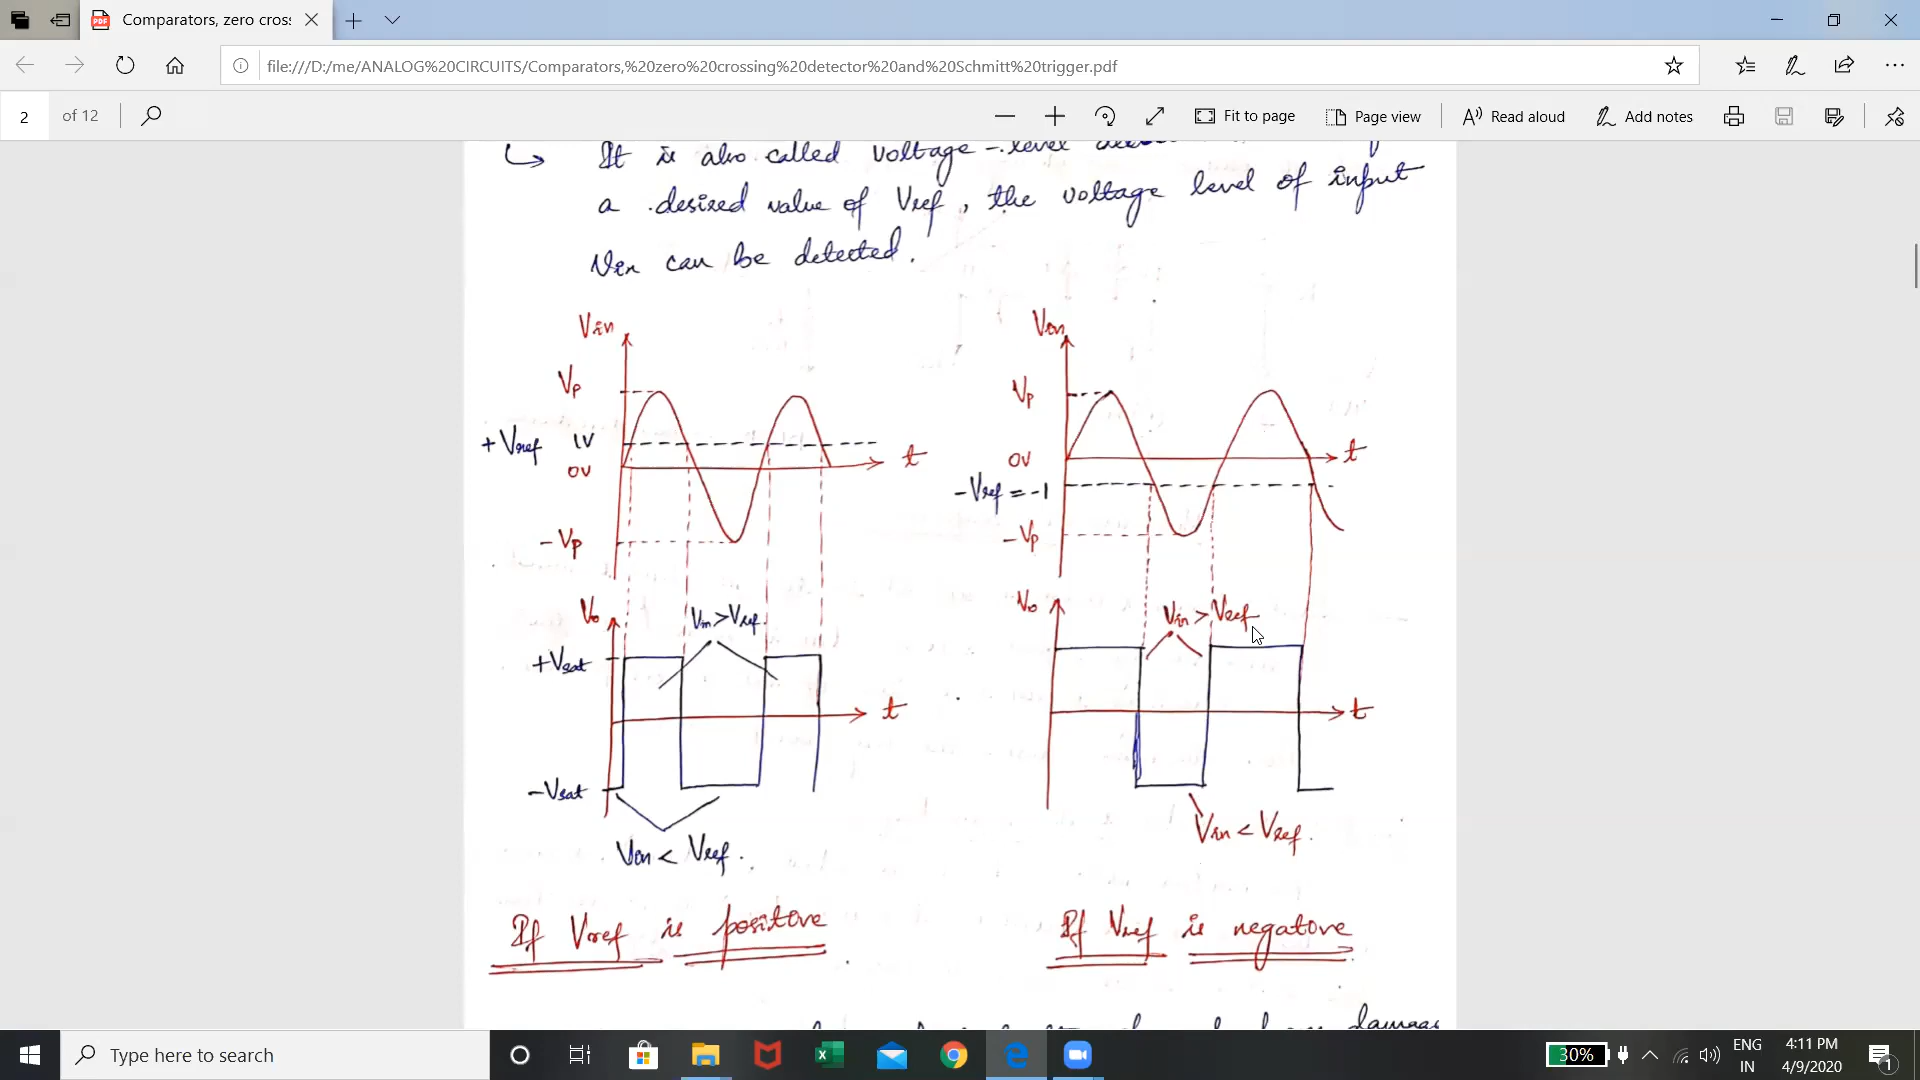 Comparators, zero cross
file:///D:/me/ANALOG%20CIRCUITS/Comparators,%20zero%20crossing%20detector%20and%20Schmitt%20trigger.pdf
2 of 12 Fit to page Page view Read aloud Add notes
It is also called voltage - level
a desired value of Vref, the voltage level of input
Vin can be detected.
Vin
Vp
+Vref 1V
0V
t
-Vp
Vo
Vin > Vref.
+Vsat
t
-Vsat
Vin < Vref.
If Vref is positive
Vin
Vp
0V
t
-Vref = -1
-Vp
Vo
Vin > Vref
t
Vin < Vref.
If Vref is negative
Type here to search
30%
ENG
IN
4:11 PM
4/9/2020
1